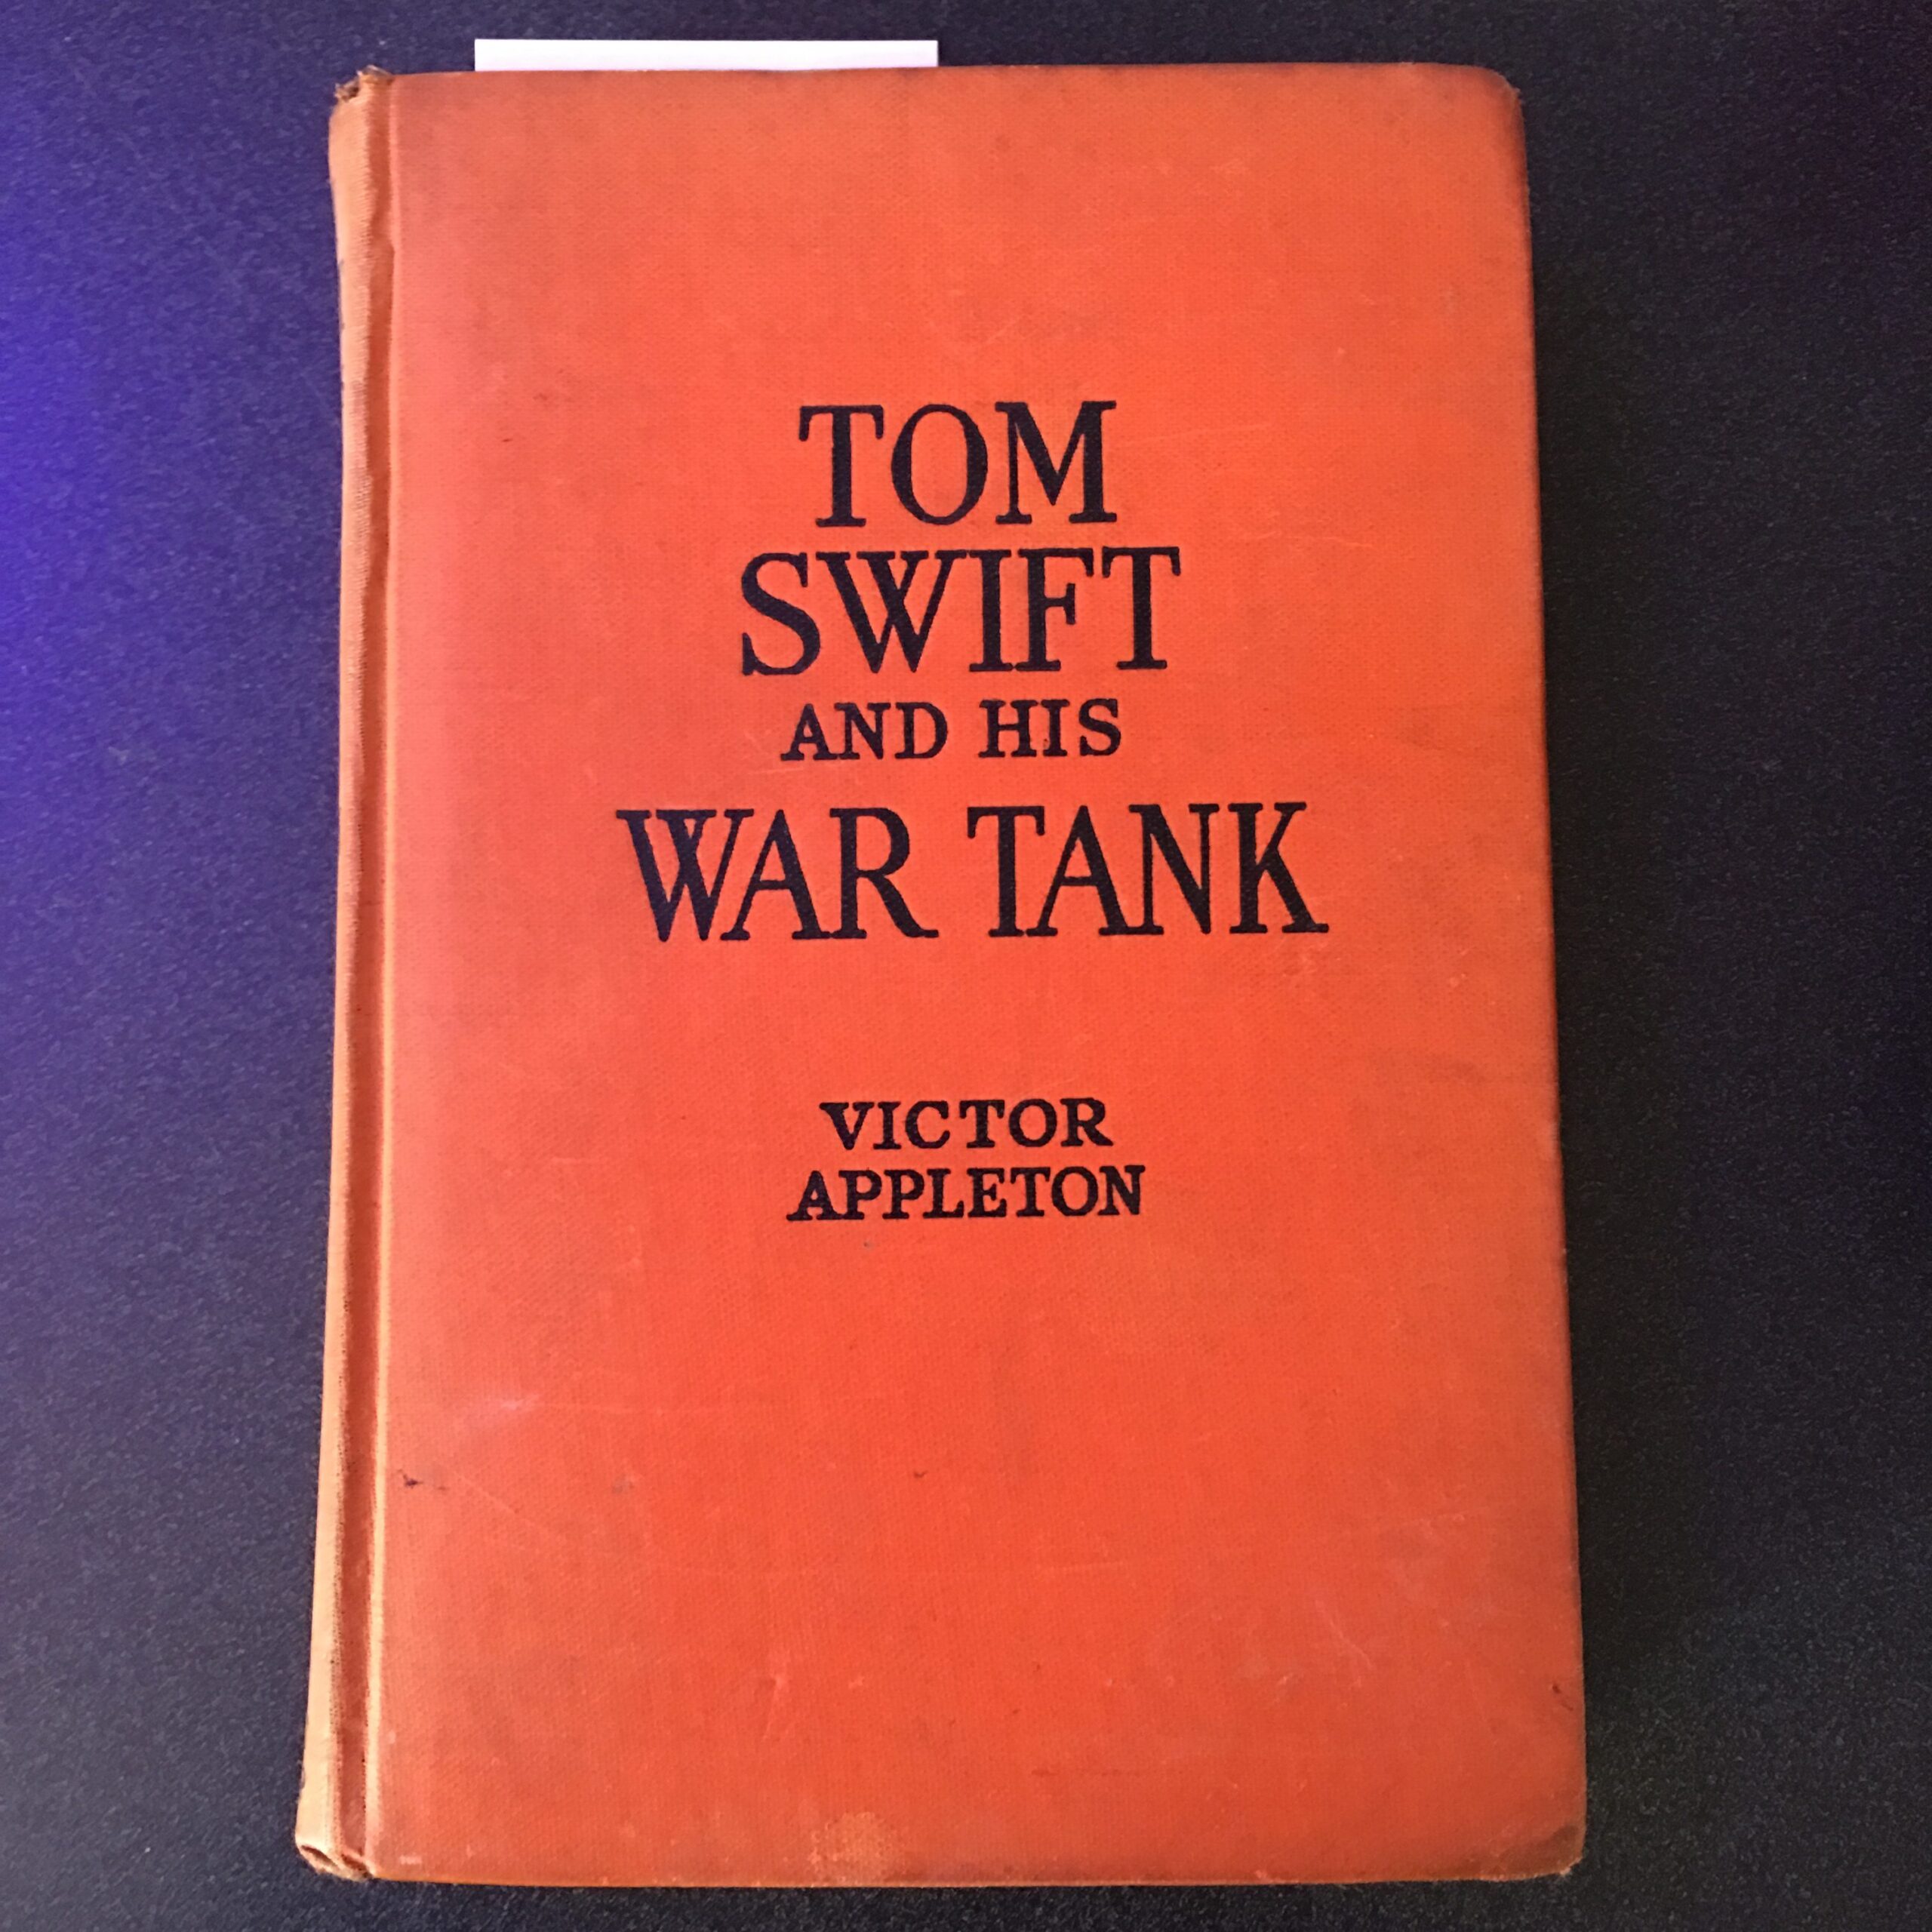 TOM
SWIFT
AND HIS
WAR TANK
VICTOR
APPLETON